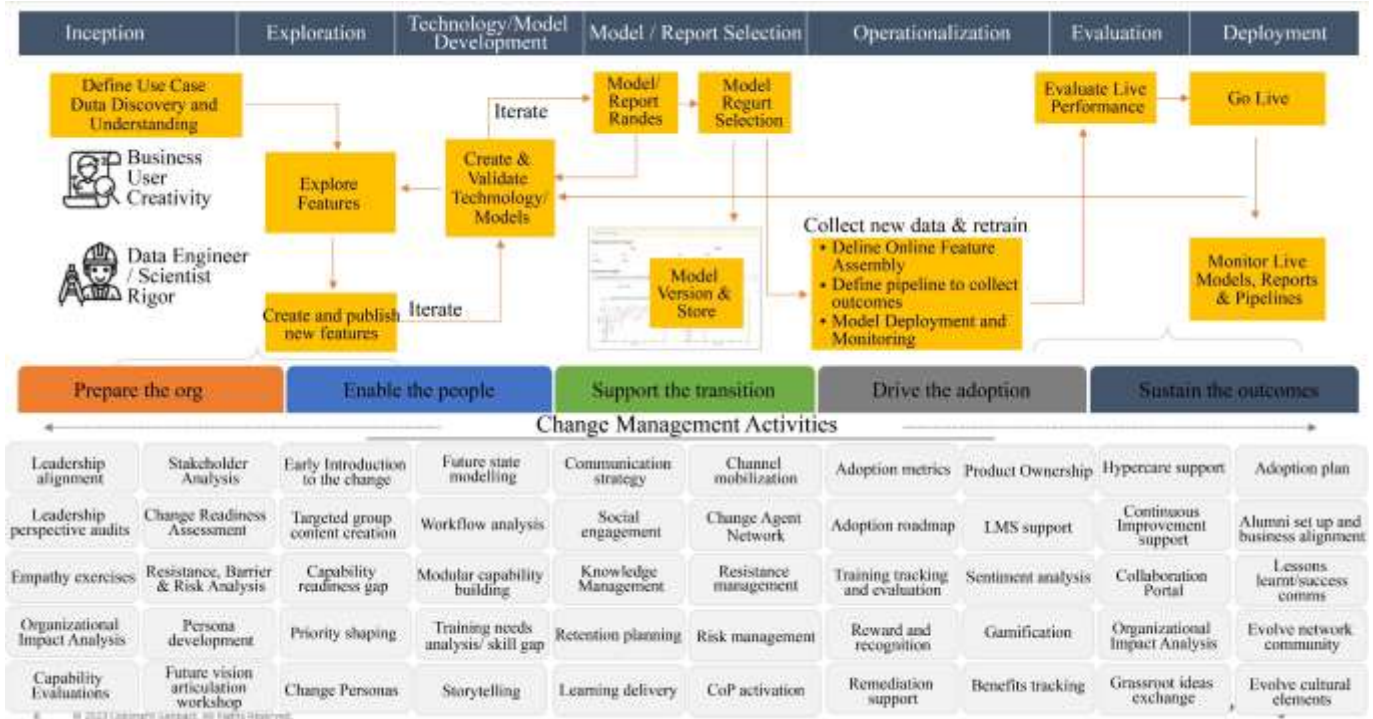 Inception
Exploration
Technology/Model
Development
Model / Report Selection
Operationalization
Evaluation
Deployment
Define Use Case
Duta Discovery and
Understanding
Business
User
Creativity
Data Engineer
/ Scientist
Rigor
Explore
Features
Create and publish
new features
Iterate
Iterate
Create &
Validate
Techmology/
Models
Model/
Report
Randes
Model
Regurt
Selection
Model
Version &
Store
Collect new data & retrain
• Define Online Feature
Assembly
• Define pipeline to collect
outcomes
• Model Deployment and
Monitoring
Evaluate Live
Performance
Go Live
Monitor Live
Models, Reports
& Pipelines
Prepare the org
Enable the people
Support the transition
Drive the adoption
Sustain the outcomes
Change Management Activities
Leadership
alignment
Stakeholder
Analysis
Early Introduction
to the change
Future state
modelling
Communication
strategy
Channel
mobilization
Adoption metrics
Product Ownership
Hypercare support
Adoption plan
Leadership
perspective audits
Change Readiness
Assessment
Targeted group
content creation
Workflow analysis
Social
engagement
Change Agent
Network
Adoption roadmap
LMS support
Continuous
Improvement
support
Alumni set up and
business alignment
Empathy exercises
Resistance, Barrier
& Risk Analysis
Capability
readiness gap
Modular capability
building
Knowledge
Management
Resistance
management
Training tracking
and evaluation
Sentiment analysis
Collaboration
Portal
Lessons
learnt/success
comms
Organizational
Impact Analysis
Persona
development
Priority shaping
Training needs
analysis/ skill gap
Retention planning
Risk management
Reward and
recognition
Gamification
Organizational
Impact Analysis
Evolve network
community
Capability
Evaluations
Future vision
articulation
workshop
Change Personas
Storytelling
Learning delivery
CoP activation
Remediation
support
Benefits tracking
Grassroot ideas
exchange
Evolve cultural
elements
© 2023 All Rights Reserved.